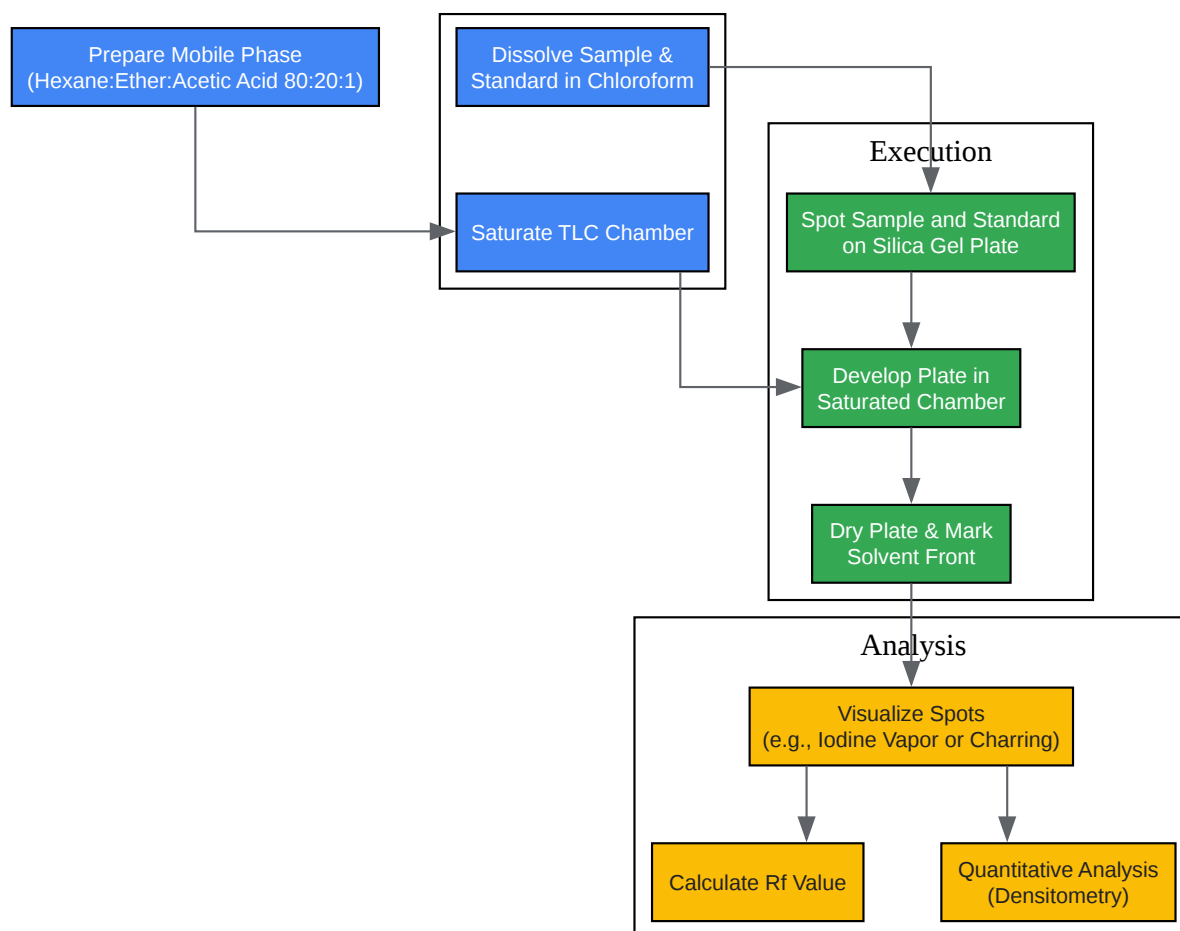 Prepare Mobile Phase
(Hexane:Ether:Acetic Acid 80:20:1)
Dissolve Sample &
Standard in Chloroform
Saturate TLC Chamber
Execution
Spot Sample and Standard
on Silica Gel Plate
Develop Plate in
Saturated Chamber
Dry Plate & Mark
Solvent Front
Analysis
Visualize Spots
(e.g., Iodine Vapor or Charring)
Calculate Rf Value
Quantitative Analysis
(Densitometry)